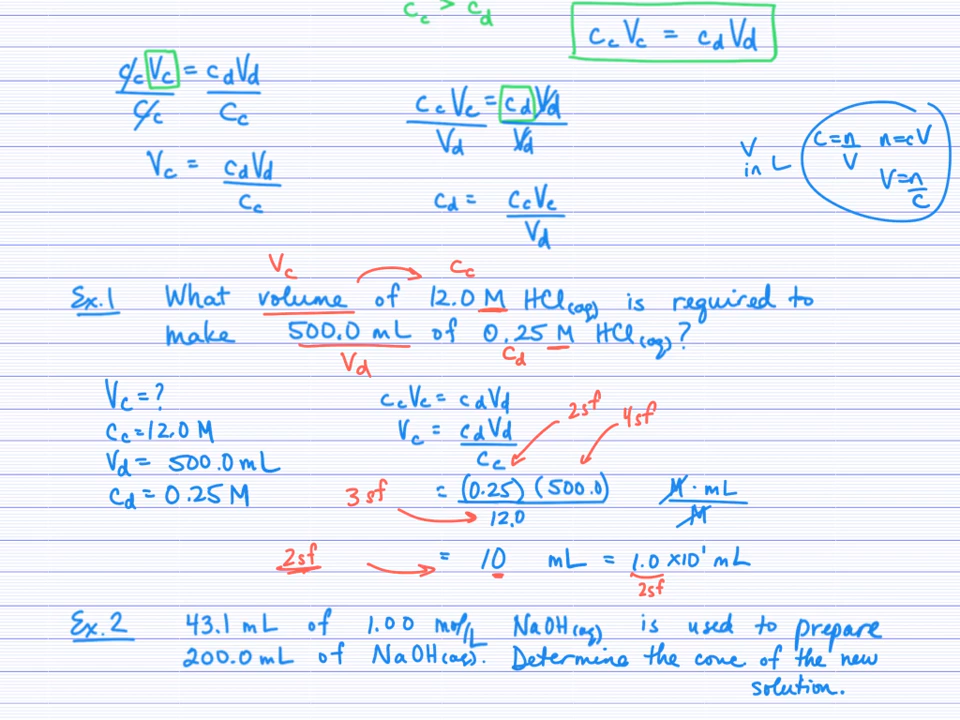 Cc > Cd
CcVc = CdVd
CcVc = CdVd
Cc Cc
Vc = CdVd
Cc
CcVc = CdVd
Vd Vd
Cd = CcVc
Vd
V in L
C = n/V n = cV
V = n/C
Vc Cc
Ex.1 What volume of 12.0 M HCl(aq) is required to
make 500.0 mL of 0.25 M HCl(aq)?
Vd Cd
Vc = ?
Cc = 12.0 M
Vd = 500.0 mL
Cd = 0.25 M
CcVc = CdVd
Vc = CdVd
Cc
2sf 4sf
3 sf = (0.25) (500.0) M · mL
12.0 M
2sf = 10 mL = 1.0 ×10¹ mL
2sf
Ex. 2 43.1 mL of 1.00 mol/L NaOH(aq) is used to prepare
200.0 mL of NaOH(aq). Determine the conc of the new
solution.